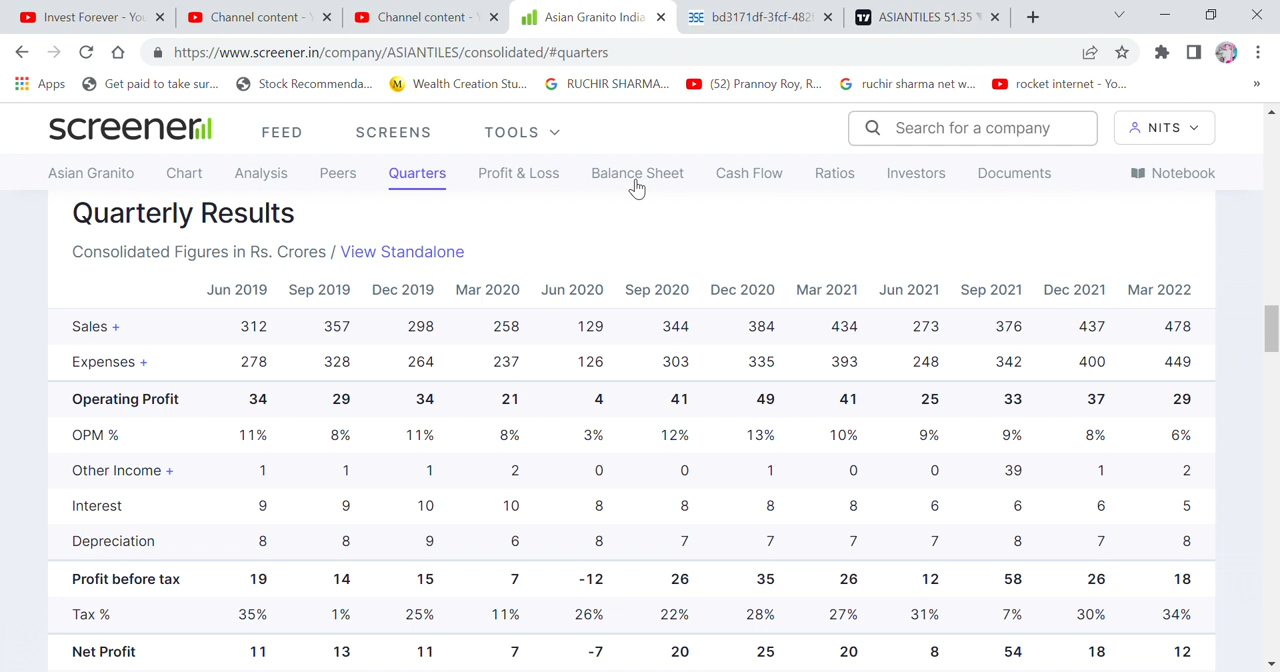 Invest Forever - You
Channel content - Y
Channel content - Y
Asian Granito India
bd3171df-3fcf-482
ASIANTILES 51.35
https://www.screener.in/company/ASIANTILES/consolidated/#quarters
Apps
Get paid to take sur...
Stock Recommenda...
Wealth Creation Stu...
RUCHIR SHARMA...
(52) Prannoy Roy, R...
ruchir sharma net w...
rocket internet - Yo...
»
screener
FEED SCREENS TOOLS
Search for a company
NITS
Asian Granito Chart Analysis Peers Quarters Profit & Loss Balance Sheet Cash Flow Ratios Investors Documents Notebook
Quarterly Results
Consolidated Figures in Rs. Crores / View Standalone
Jun 2019 Sep 2019 Dec 2019 Mar 2020 Jun 2020 Sep 2020 Dec 2020 Mar 2021 Jun 2021 Sep 2021 Dec 2021 Mar 2022
Sales + 312 357 298 258 129 344 384 434 273 376 437 478
Expenses + 278 328 264 237 126 303 335 393 248 342 400 449
Operating Profit 34 29 34 21 4 41 49 41 25 33 37 29
OPM % 11% 8% 11% 8% 3% 12% 13% 10% 9% 9% 8% 6%
Other Income + 1 1 1 2 0 0 1 0 0 39 1 2
Interest 9 9 10 10 8 8 8 8 6 6 6 5
Depreciation 8 8 9 6 8 7 7 7 7 8 7 8
Profit before tax 19 14 15 7 -12 26 35 26 12 58 26 18
Tax % 35% 1% 25% 11% 26% 22% 28% 27% 31% 7% 30% 34%
Net Profit 11 13 11 7 -7 20 25 20 8 54 18 12